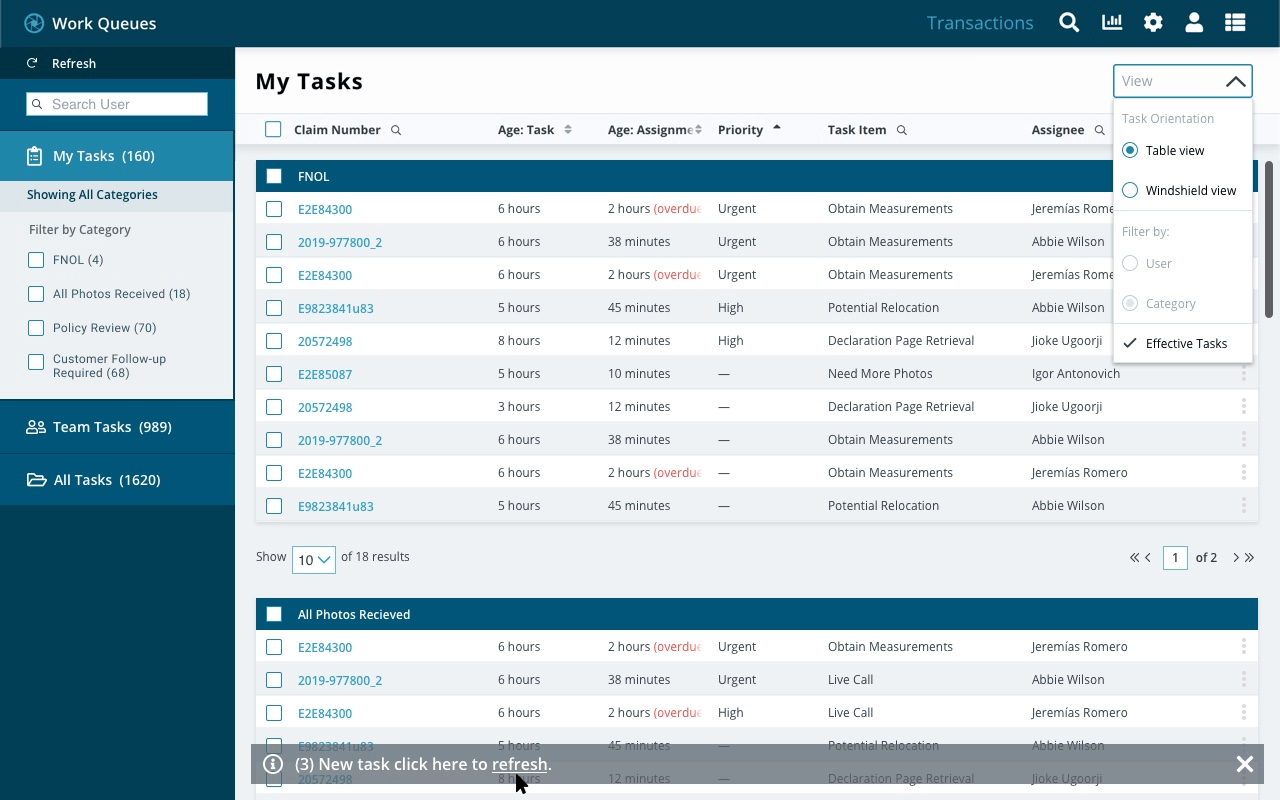 Work Queues
Transactions
Refresh
Search User
My Tasks (160)
Showing All Categories
Filter by Category
FNOL (4)
All Photos Received (18)
Policy Review (70)
Customer Follow-up
Required (68)
Team Tasks (989)
All Tasks (1620)
My Tasks
View
Task Orientation
Table view
Windshield view
Filter by:
User
Category
Effective Tasks
Claim Number Age: Task Age: Assignme Priority Task Item Assignee
FNOL
E2E84300 6 hours 2 hours (overdu Urgent Obtain Measurements Jeremías Rome
2019-977800_2 6 hours 38 minutes Urgent Obtain Measurements Abbie Wilson
E2E84300 6 hours 2 hours (overdu Urgent Obtain Measurements Jeremías Rome
E9823841u83 5 hours 45 minutes High Potential Relocation Abbie Wilson
20572498 8 hours 12 minutes High Declaration Page Retrieval Jioke Ugoorji
E2E85087 5 hours 10 minutes — Need More Photos Igor Antonovich
20572498 3 hours 12 minutes — Declaration Page Retrieval Jioke Ugoorji
2019-977800_2 6 hours 38 minutes — Obtain Measurements Abbie Wilson
E2E84300 6 hours 2 hours (overdu — Obtain Measurements Jeremías Romero
E9823841u83 5 hours 45 minutes — Potential Relocation Abbie Wilson
Show 10 of 18 results
1 of 2
All Photos Recieved
E2E84300 6 hours 2 hours (overdu Urgent Obtain Measurements Jeremías Romero
2019-977800_2 6 hours 38 minutes Urgent Live Call Abbie Wilson
E2E84300 6 hours 2 hours (overdu High Live Call Jeremías Romero
E9823841u83 5 hours 45 minutes — Potential Relocation Abbie Wilson
(3) New task click here to refresh.
20572498 8 hours 12 minutes — Declaration Page Retrieval Jioke Ugoorji